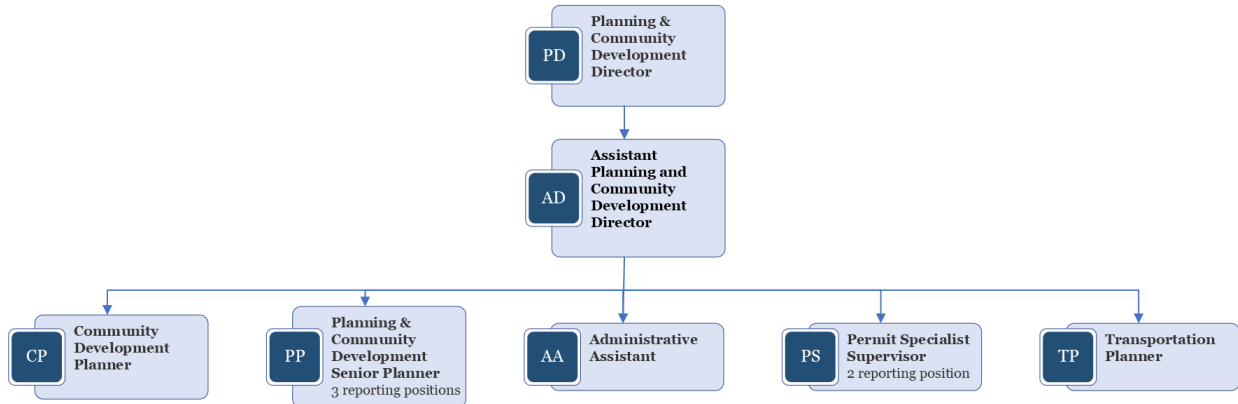 PD
Planning &
Community
Development
Director
AD
Assistant
Planning and
Community
Development
Director
CP
Community
Development
Planner
PP
Planning &
Community
Development
Senior Planner
3 reporting positions
AA
Administrative
Assistant
PS
Permit Specialist
Supervisor
2 reporting position
TP
Transportation
Planner